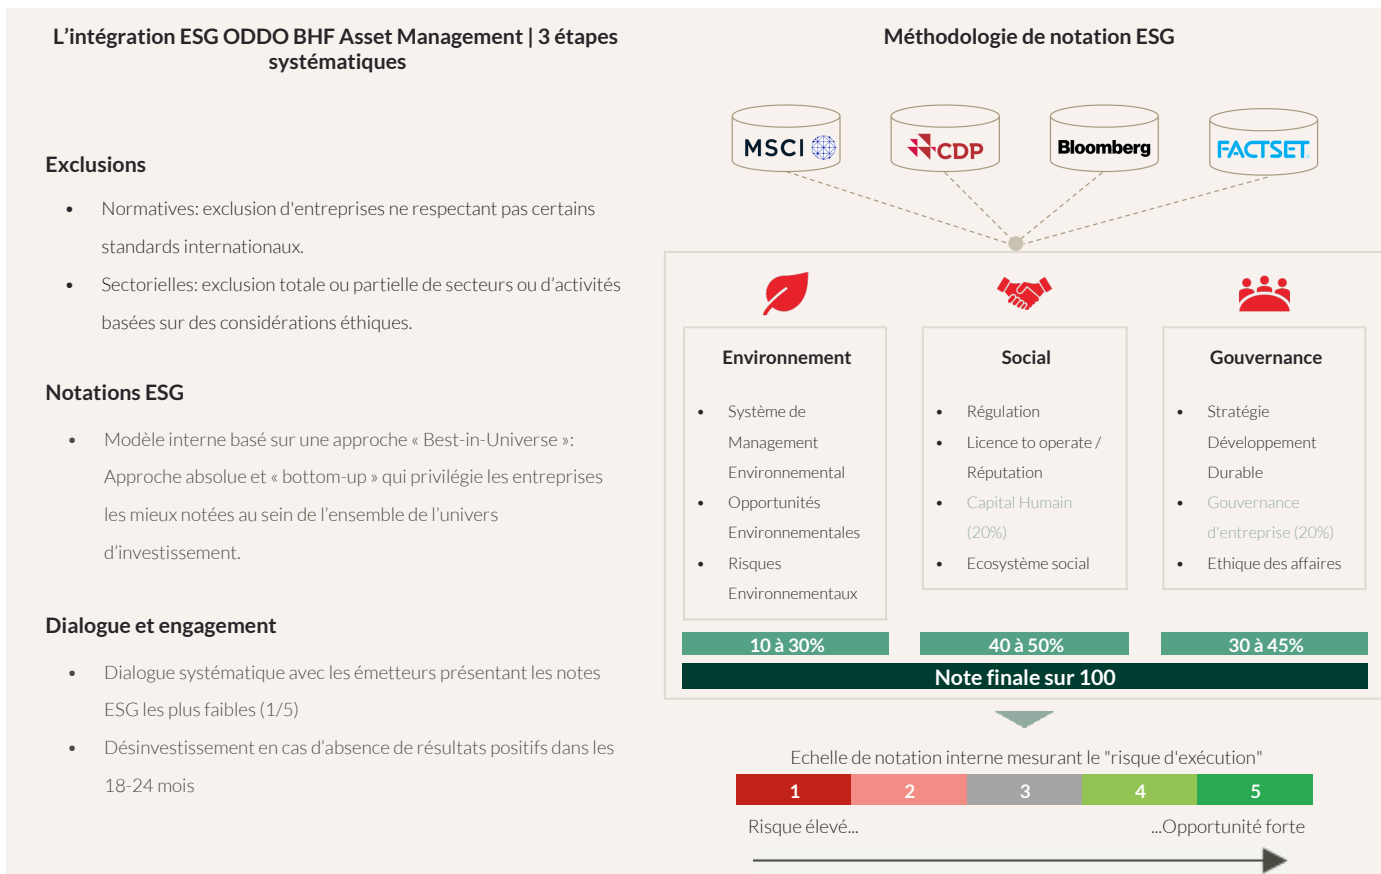 L'intégration ESG ODDO BHF Asset Management | 3 étapes
systématiques
Exclusions
• Normatives: exclusion d'entreprises ne respectant pas certains
standards internationaux.
• Sectorielles: exclusion totale ou partielle de secteurs ou d'activités
basées sur des considérations éthiques.
Notations ESG
• Modèle interne basé sur une approche « Best-in-Universe »:
Approche absolue et « bottom-up » qui privilégie les entreprises
les mieux notées au sein de l'ensemble de l'univers
d'investissement.
Dialogue et engagement
• Dialogue systématique avec les émetteurs présentant les notes
ESG les plus faibles (1/5)
• Désinvestissement en cas d'absence de résultats positifs dans les
18-24 mois
Méthodologie de notation ESG
MSCI
CDP
Bloomberg
FACTSET
Environnement
• Système de
Management
Environnemental
• Opportunités
Environnementales
• Risques
Environnementaux
10 à 30%
Social
• Régulation
• Licence to operate /
Réputation
• Capital Humain
(20%)
• Ecosystème social
40 à 50%
Gouvernance
• Stratégie
Développement
Durable
• Gouvernance
d'entreprise (20%)
• Ethique des affaires
30 à 45%
Note finale sur 100
Echelle de notation interne mesurant le "risque d'exécution"
1 2 3 4 5
Risque élevé... ...Opportunité forte